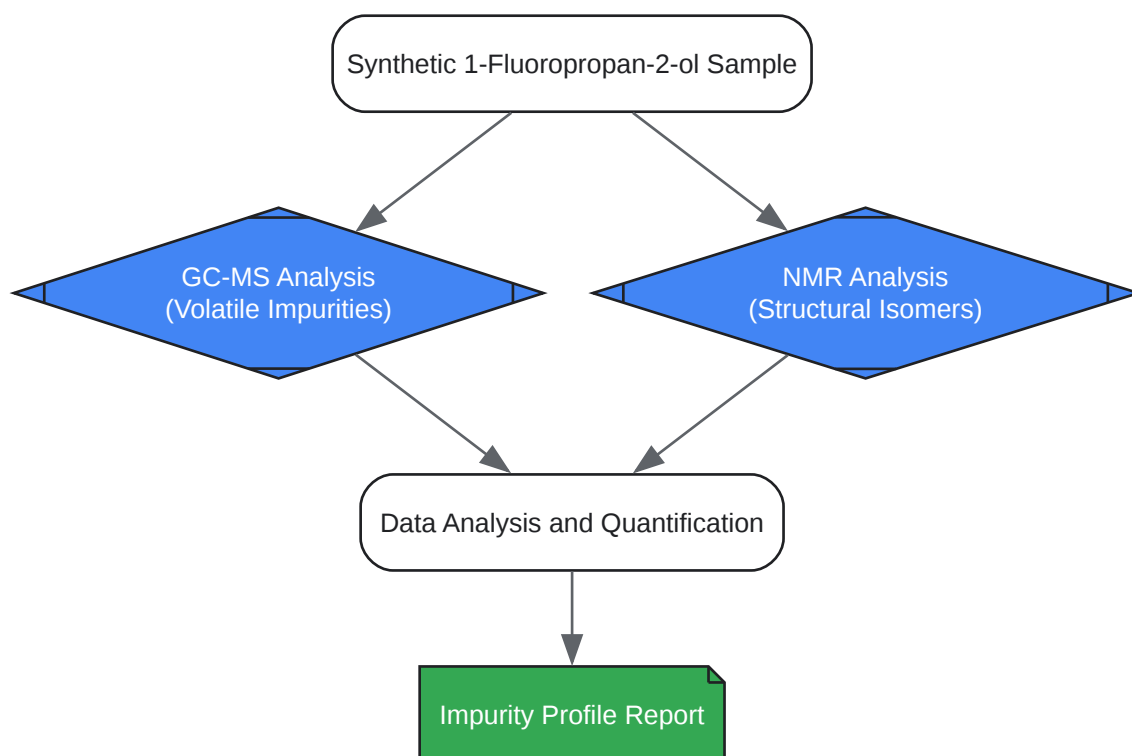 Synthetic 1-Fluoropropan-2-ol Sample
GC-MS Analysis
(Volatile Impurities)
NMR Analysis
(Structural Isomers)
Data Analysis and Quantification
Impurity Profile Report